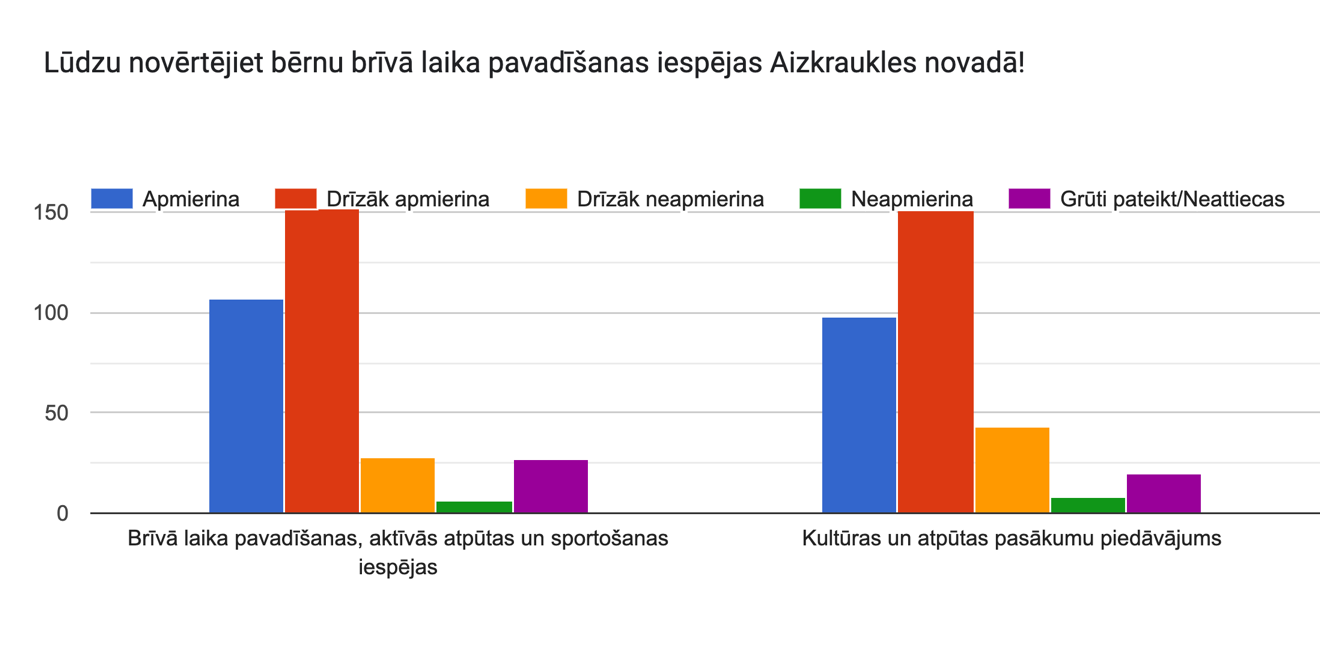 Lūdzu novērtējiet bērnu brīvā laika pavadīšanas iespējas Aizkraukles novadā!
Apmierina Drīzāk apmierina Drīzāk neapmierina Neapmierina Grūti pateikt/Neattiecas
150
100
50
0
Brīvā laika pavadīšanas, aktīvās atpūtas un sportošanas
iespējas
Kultūras un atpūtas pasākumu piedāvājums